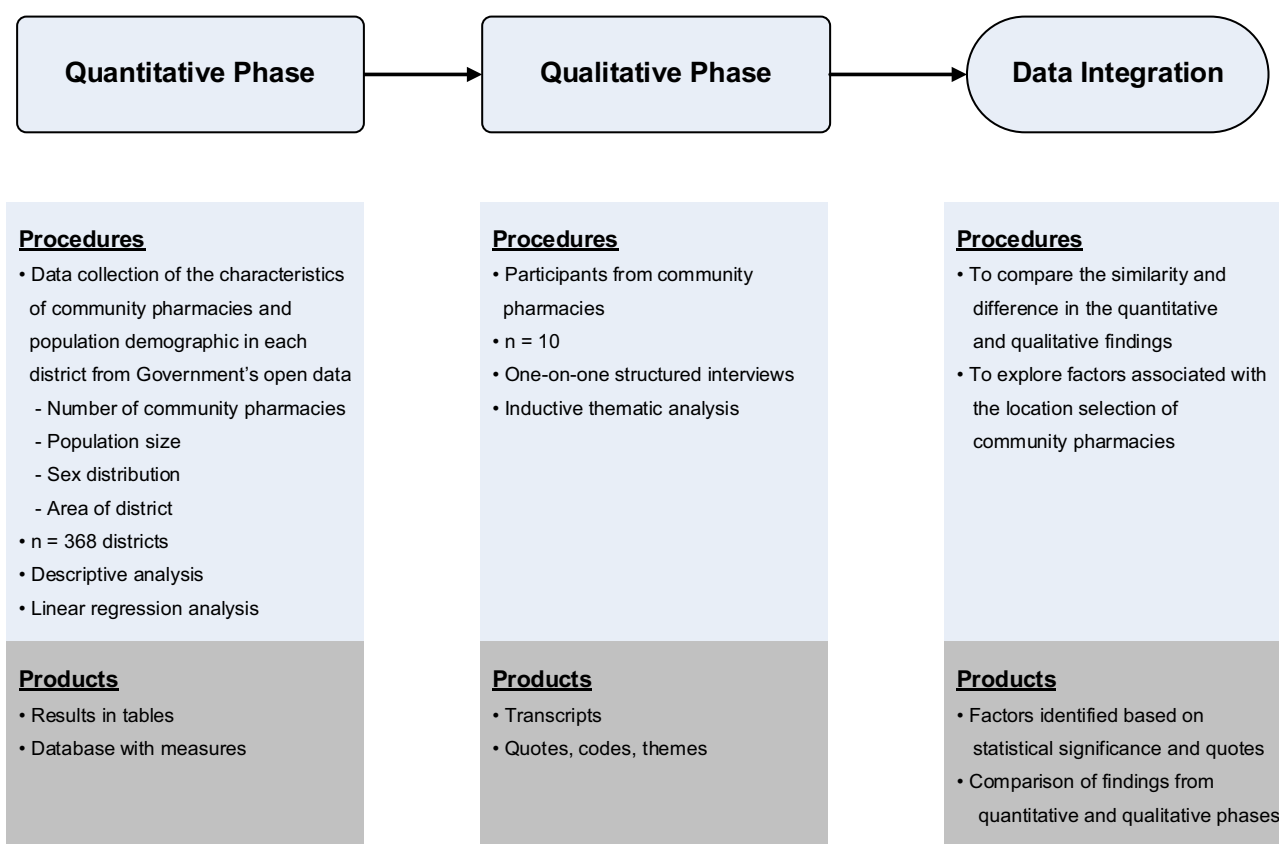 Quantitative Phase
Qualitative Phase
Data Integration
Procedures
• Data collection of the characteristics
of community pharmacies and
population demographic in each
district from Government's open data
- Number of community pharmacies
- Population size
- Sex distribution
- Area of district
• n = 368 districts
• Descriptive analysis
• Linear regression analysis
Products
• Results in tables
• Database with measures
Procedures
• Participants from community
pharmacies
• n = 10
• One-on-one structured interviews
• Inductive thematic analysis
Products
• Transcripts
• Quotes, codes, themes
Procedures
• To compare the similarity and
difference in the quantitative
and qualitative findings
• To explore factors associated with
the location selection of
community pharmacies
Products
• Factors identified based on
statistical significance and quotes
• Comparison of findings from
quantitative and qualitative phases